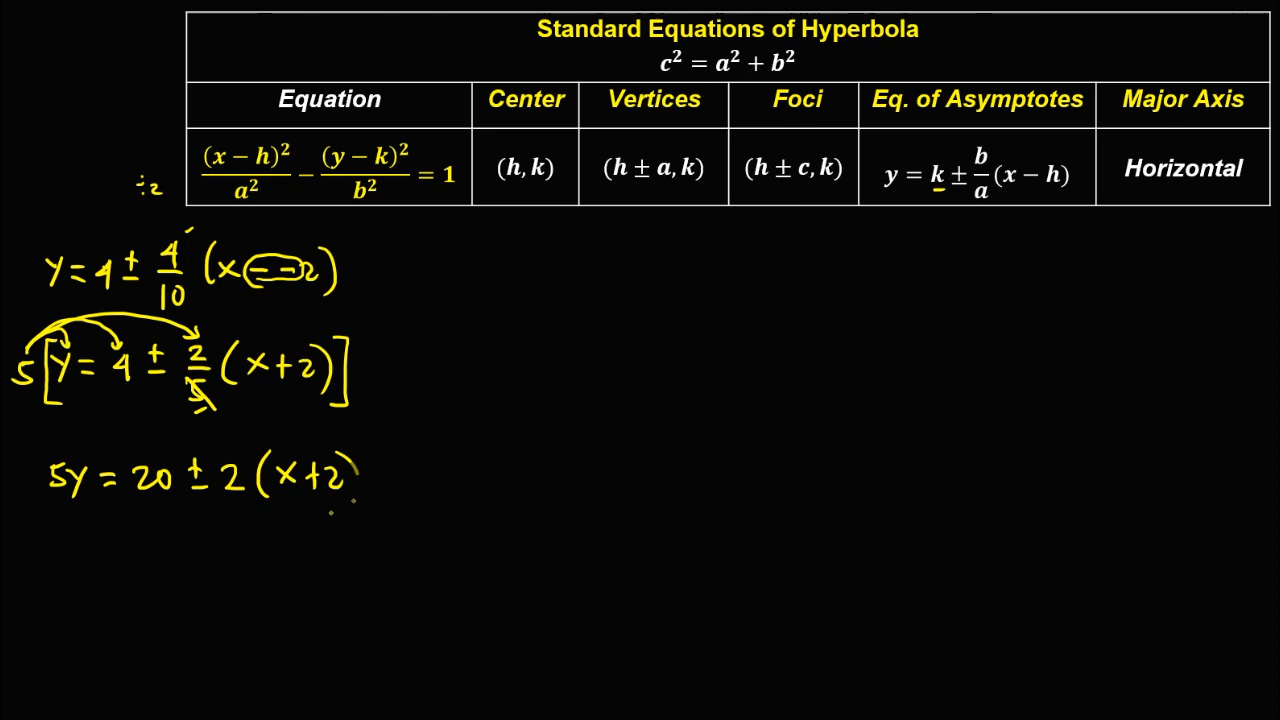 Standard Equations of Hyperbola
c² = a² + b²
Equation Center Vertices Foci Eq. of Asymptotes Major Axis
(x − h)²/a² − (y − k)²/b² = 1 (h, k) (h ± a, k) (h ± c, k) y = k ± b/a (x − h) Horizontal
÷2
y = 4 ± 4/10 (x − −2)
5[y = 4 ± 2/5 (x + 2)]
5y = 20 ± 2 (x + 2)